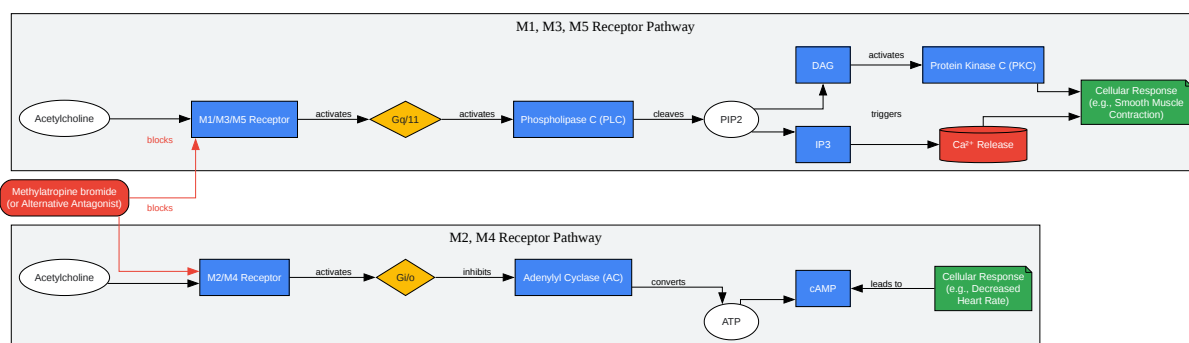 M1, M3, M5 Receptor Pathway
Acetylcholine
M1/M3/M5 Receptor
activates
Gq/11
activates
Phospholipase C (PLC)
cleaves
PIP2
DAG
activates
Protein Kinase C (PKC)
IP3
triggers
Ca²⁺ Release
Cellular Response
(e.g., Smooth Muscle
Contraction)
blocks
Methylatropine bromide
(or Alternative Antagonist)
blocks
M2, M4 Receptor Pathway
Acetylcholine
M2/M4 Receptor
activates
Gi/o
inhibits
Adenylyl Cyclase (AC)
converts
ATP
cAMP
leads to
Cellular Response
(e.g., Decreased
Heart Rate)